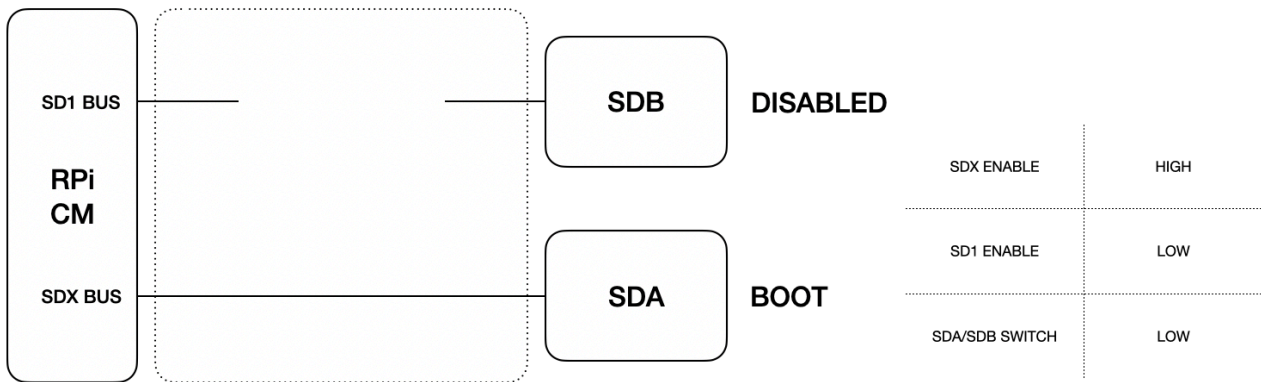 SD1 BUS
RPi
CM
SDX BUS
SDB
DISABLED
SDA
BOOT
SDX ENABLE HIGH
SD1 ENABLE LOW
SDA/SDB SWITCH LOW